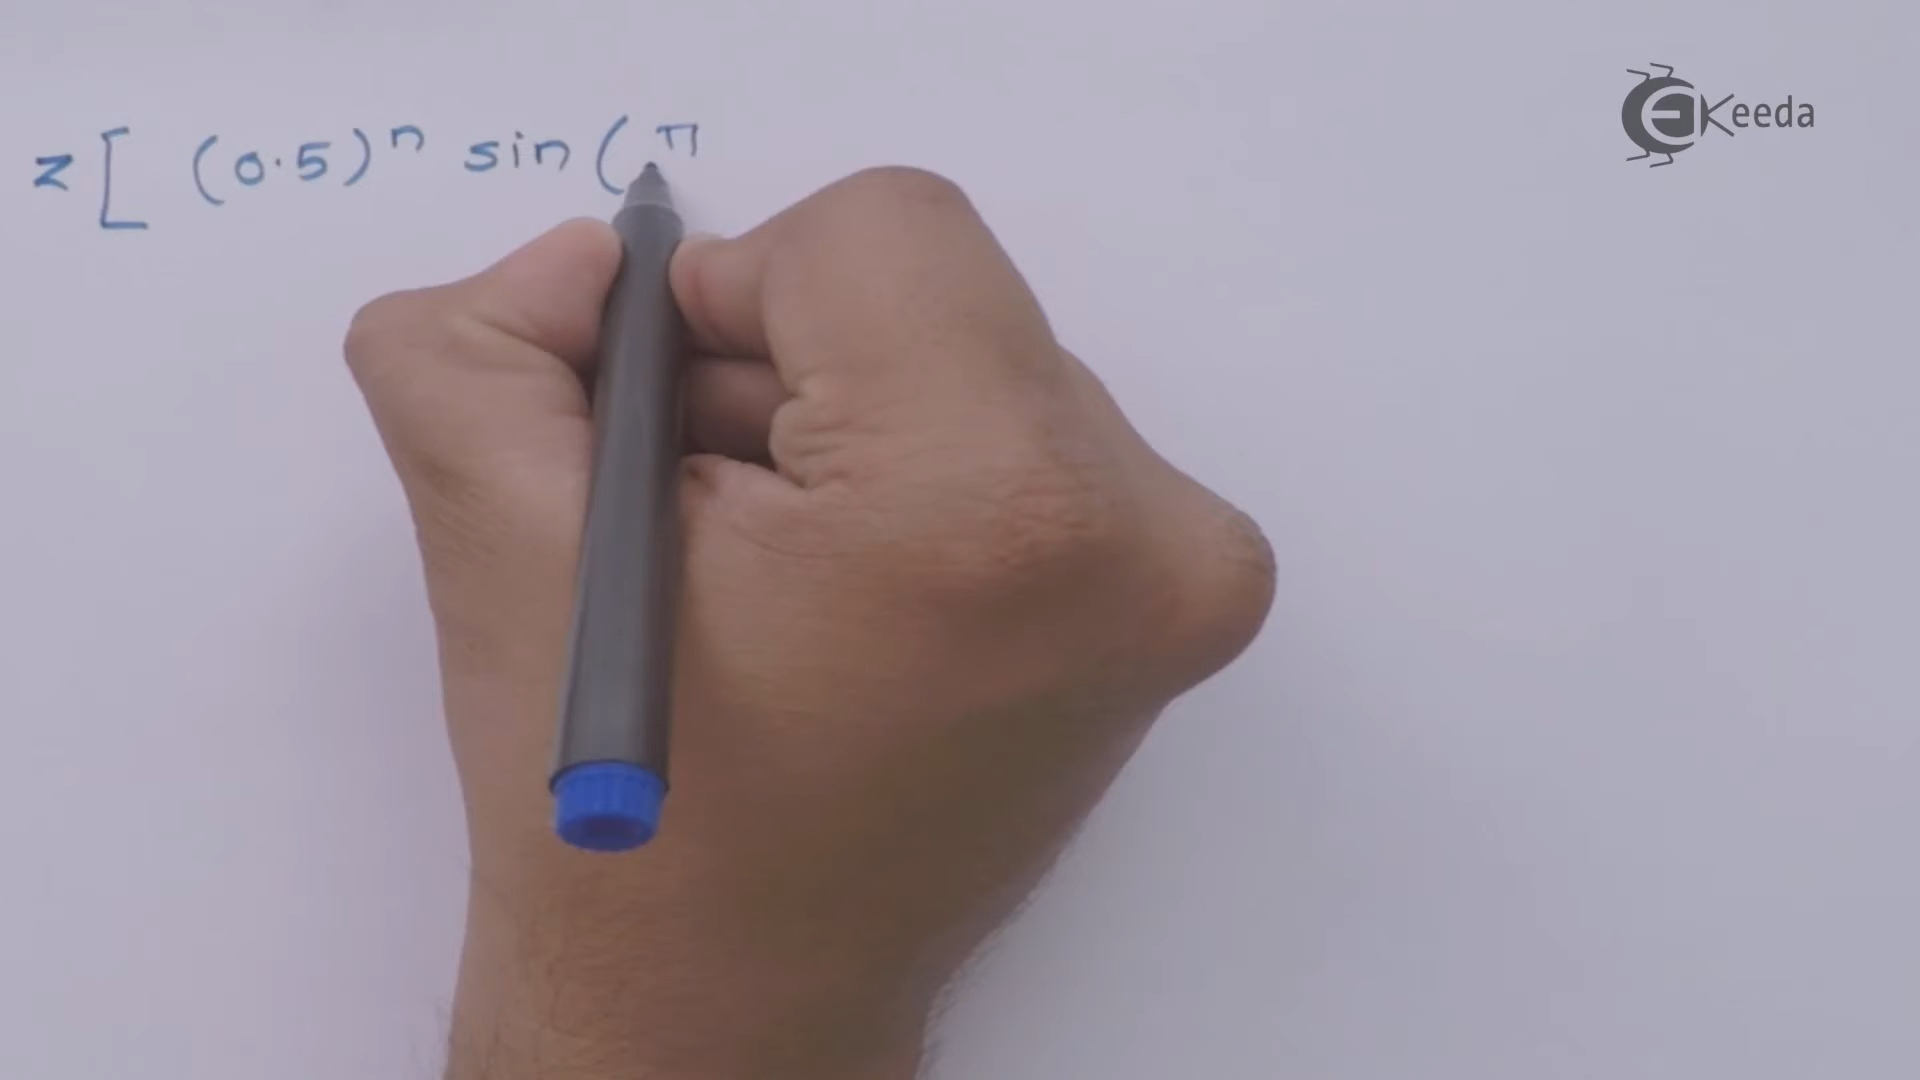 z[ (0.5)ⁿ sin( π
EKeeda